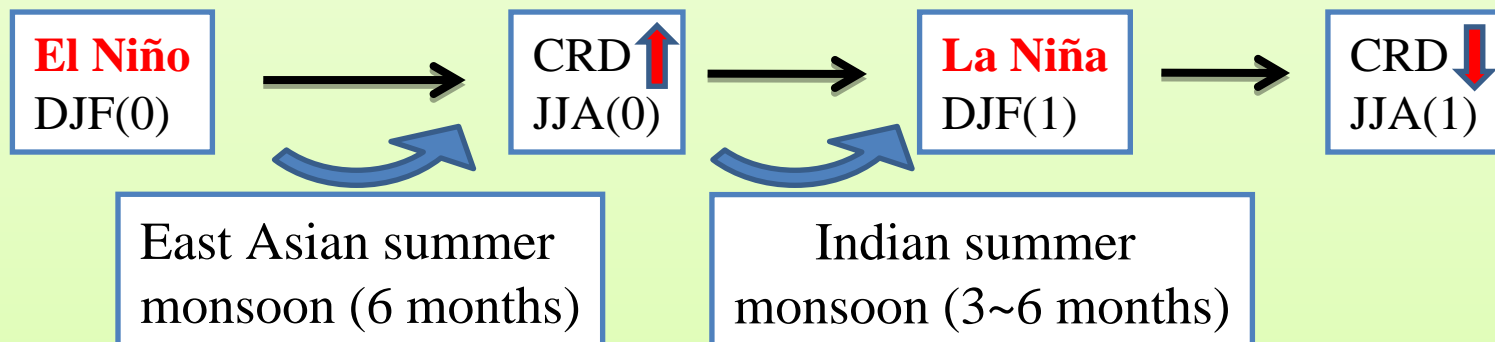 El Niño
DJF(0)
CRD
JJA(0)
La Niña
DJF(1)
CRD
JJA(1)
East Asian summer
monsoon (6 months)
Indian summer
monsoon (3~6 months)